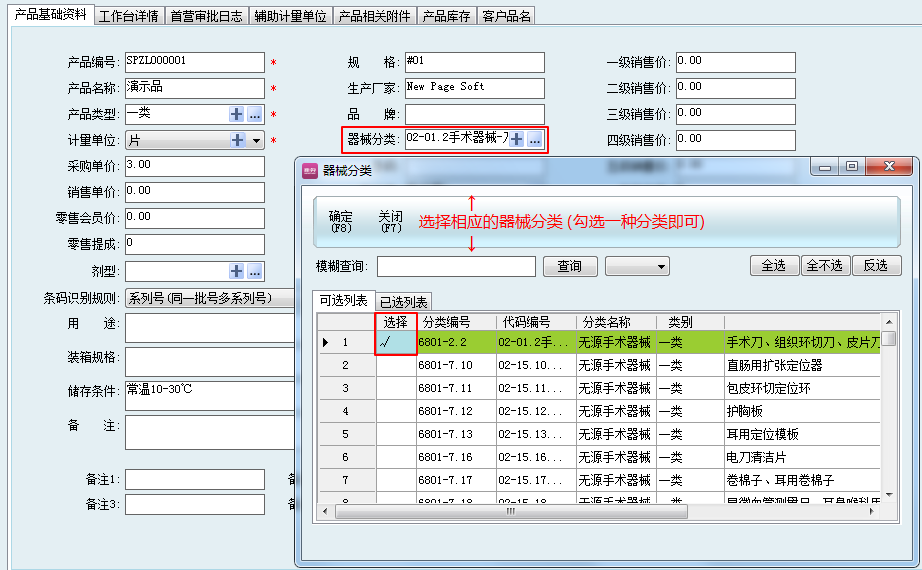 产品基础资料 工作台详情 首营审批日志 辅助计量单位 产品相关附件 产品库存 客户品名
产品编号: SPZL000001 * 规 格: #01 一级销售价: 0.00
产品名称: 演示品 * 生产厂家: New Page Soft 二级销售价: 0.00
产品类型: 一类 * 品 牌: 三级销售价: 0.00
计量单位: 片 * 器械分类: 02-01.2手术器械-刀 四级销售价: 0.00
采购单价: 3.00
销售单价: 0.00
零售会员价: 0.00
零售提成: 0
剂型:
条码识别规则: 系列号(同一批号多系列号)
用 途:
装箱规格:
储存条件: 常温10-30℃
备 注:
备注1:
备注3:
器械分类
确定 关闭
(F8) (F7)
选择相应的器械分类 (勾选一种分类即可)
模糊查询: 查询 全选 全不选 反选
可选列表 已选列表
选择 分类编号 代码编号 分类名称 类别
1 √ 6801-2.2 02-01.2手... 无源手术器械 一类 手术刀、组织环切刀、皮片刀
2 6801-7.10 02-15.10... 无源手术器械 一类 直肠用扩张定位器
3 6801-7.11 02-15.11... 无源手术器械 一类 包皮环切定位环
4 6801-7.12 02-15.12... 无源手术器械 一类 护胸板
5 6801-7.13 02-15.13... 无源手术器械 一类 耳用定位模板
6 6801-7.16 02-15.16... 无源手术器械 一类 电刀清洁片
7 6801-7.17 02-15.17... 无源手术器械 一类 卷棉子、耳用卷棉子
8 6801-7.18 02-15.18... 无源手术器械 一类